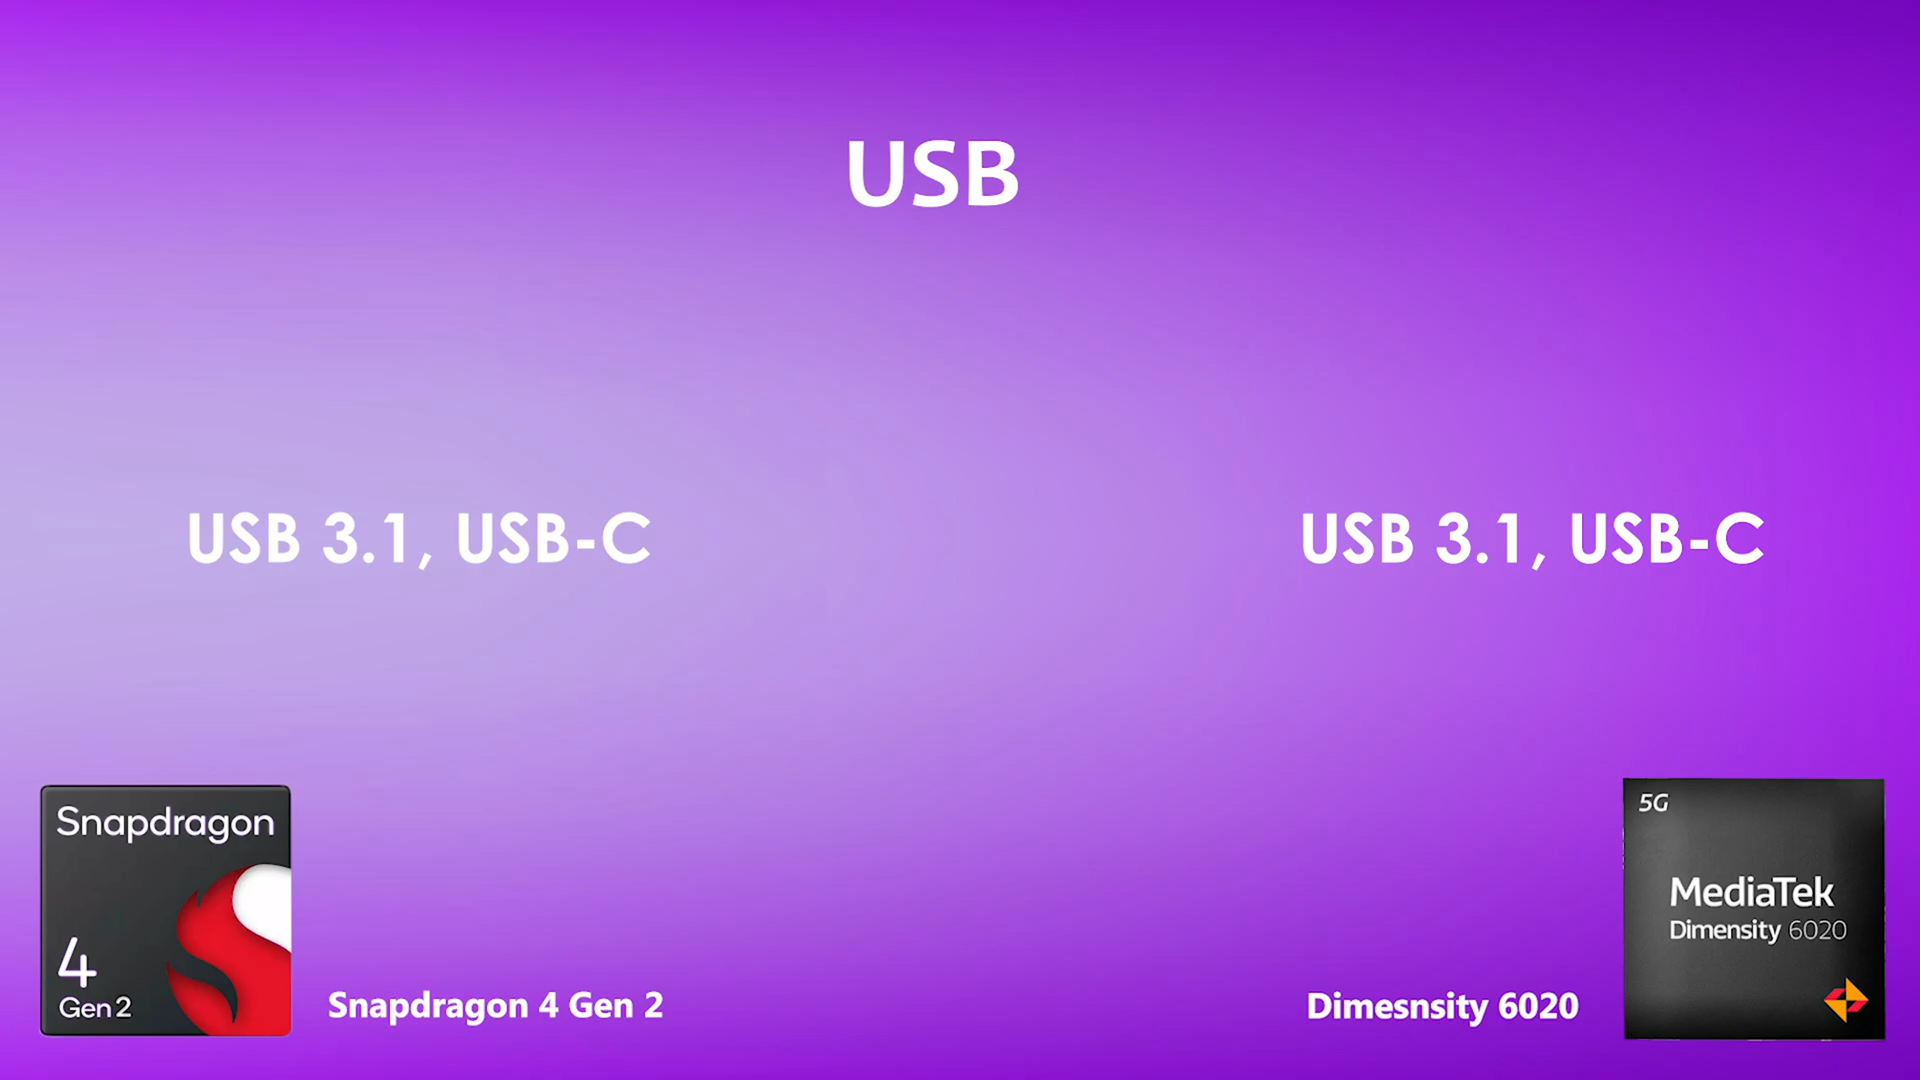 USB
USB 3.1, USB-C
USB 3.1, USB-C
Snapdragon
4
Gen 2
Snapdragon 4 Gen 2
Dimesnsity 6020
5G
MediaTek
Dimensity 6020